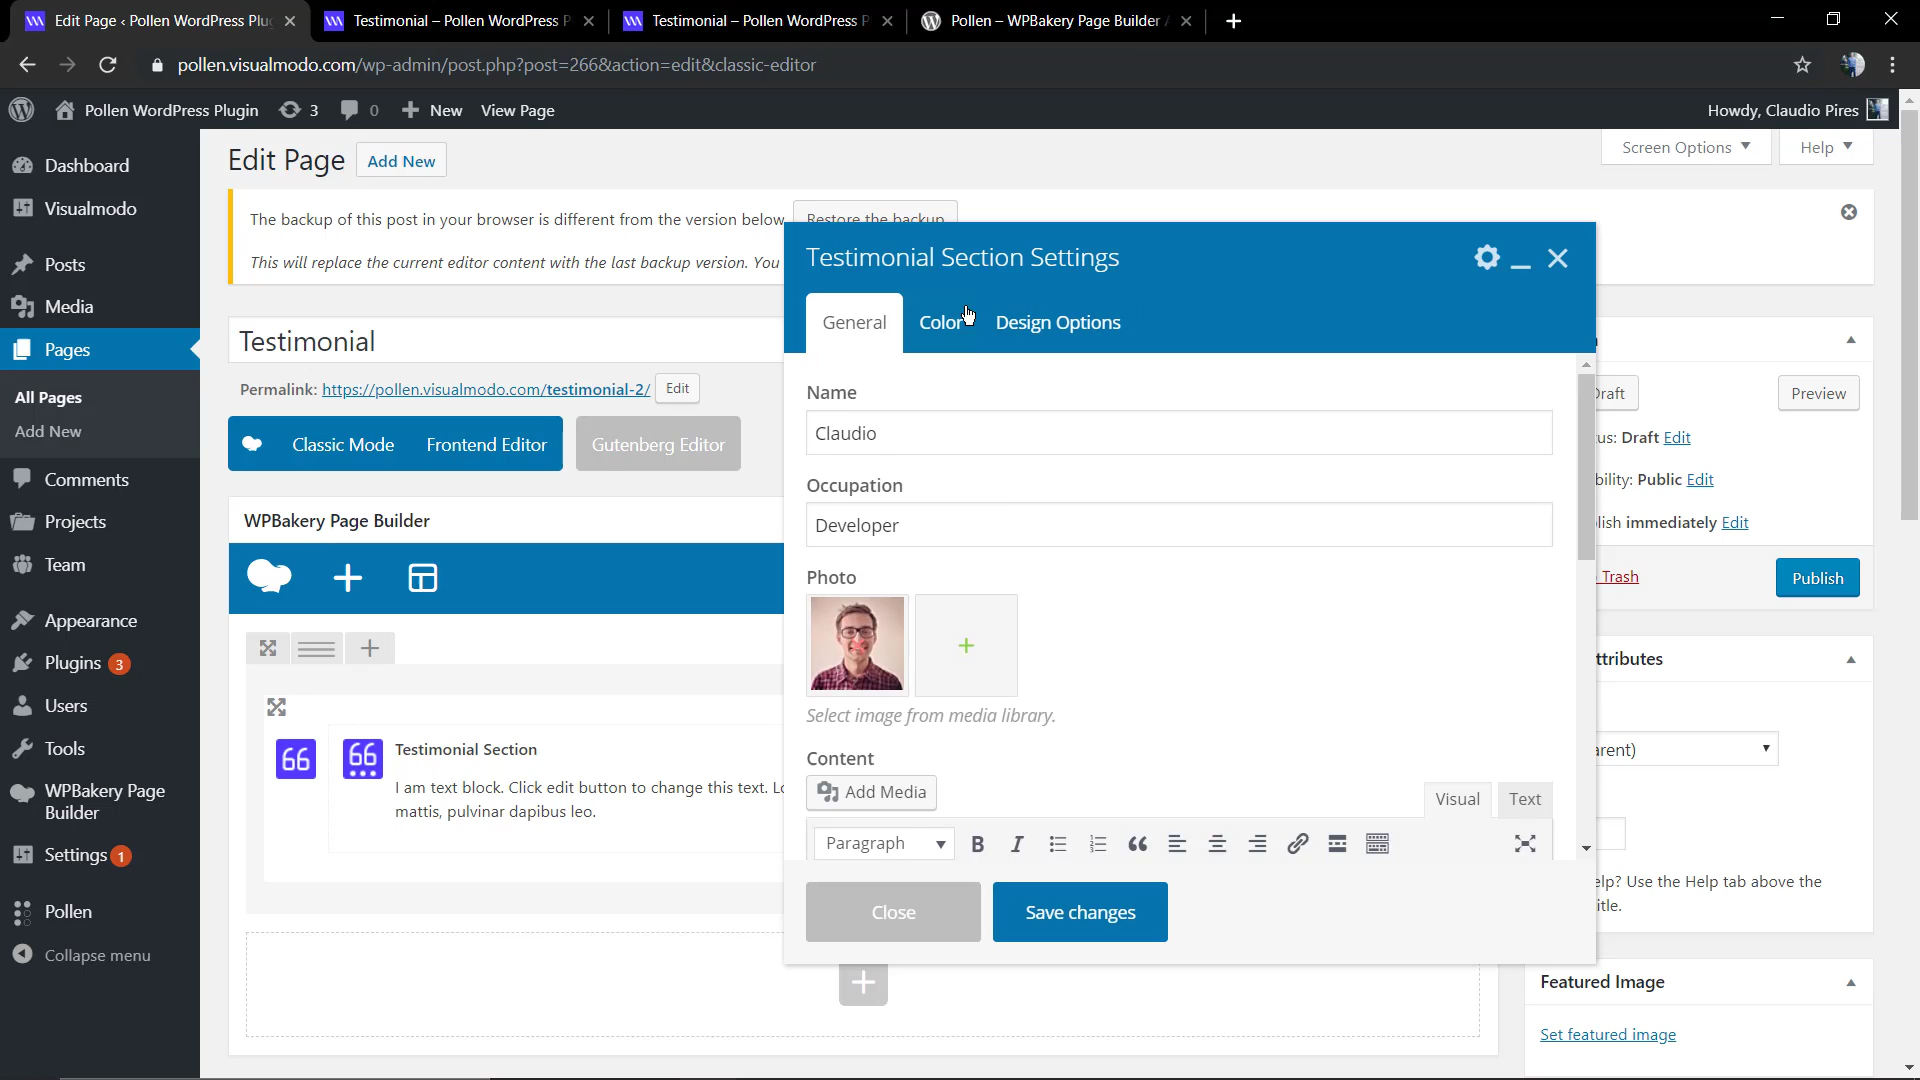 Edit Page ‹ Pollen WordPress Plu
Testimonial – Pollen WordPress P
Testimonial – Pollen WordPress P
Pollen – WPBakery Page Builder
pollen.visualmodo.com/wp-admin/post.php?post=266&action=edit&classic-editor
Pollen WordPress Plugin
3
0
New
View Page
Howdy, Claudio Pires
Dashboard
Visualmodo
Posts
Media
Pages
All Pages
Add New
Comments
Projects
Team
Appearance
Plugins 3
Users
Tools
WPBakery Page
Builder
Settings 1
Pollen
Collapse menu
Edit Page
Add New
Screen Options
Help
The backup of this post in your browser is different from the version below
Restore the backup
This will replace the current editor content with the last backup version. You
Testimonial
Permalink: https://pollen.visualmodo.com/testimonial-2/
Edit
Classic Mode
Frontend Editor
Gutenberg Editor
WPBakery Page Builder
Testimonial Section
I am text block. Click edit button to change this text.
mattis, pulvinar dapibus leo.
Testimonial Section Settings
General
Color
Design Options
Name
Claudio
Occupation
Developer
Photo
Select image from media library.
Content
Add Media
Visual
Text
Paragraph
Close
Save changes
Preview
Draft Edit
Public Edit
immediately Edit
Trash
Publish
Use the Help tab above the
Featured Image
Set featured image